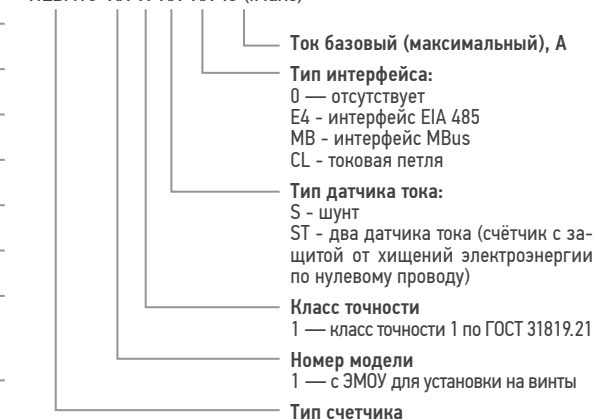 Ток базовый (максимальный), А
Тип интерфейса:
0 — отсутствует
E4 - интерфейс EIA 485
MB - интерфейс MBus
CL - токовая петля
Тип датчика тока:
S - шунт
ST - два датчика тока (счётчик с за-
щитой от хищений электроэнергии
по нулевому проводу)
Класс точности
1 — класс точности 1 по ГОСТ 31819.21
Номер модели
1 — с ЭМОУ для установки на винты
Тип счетчика